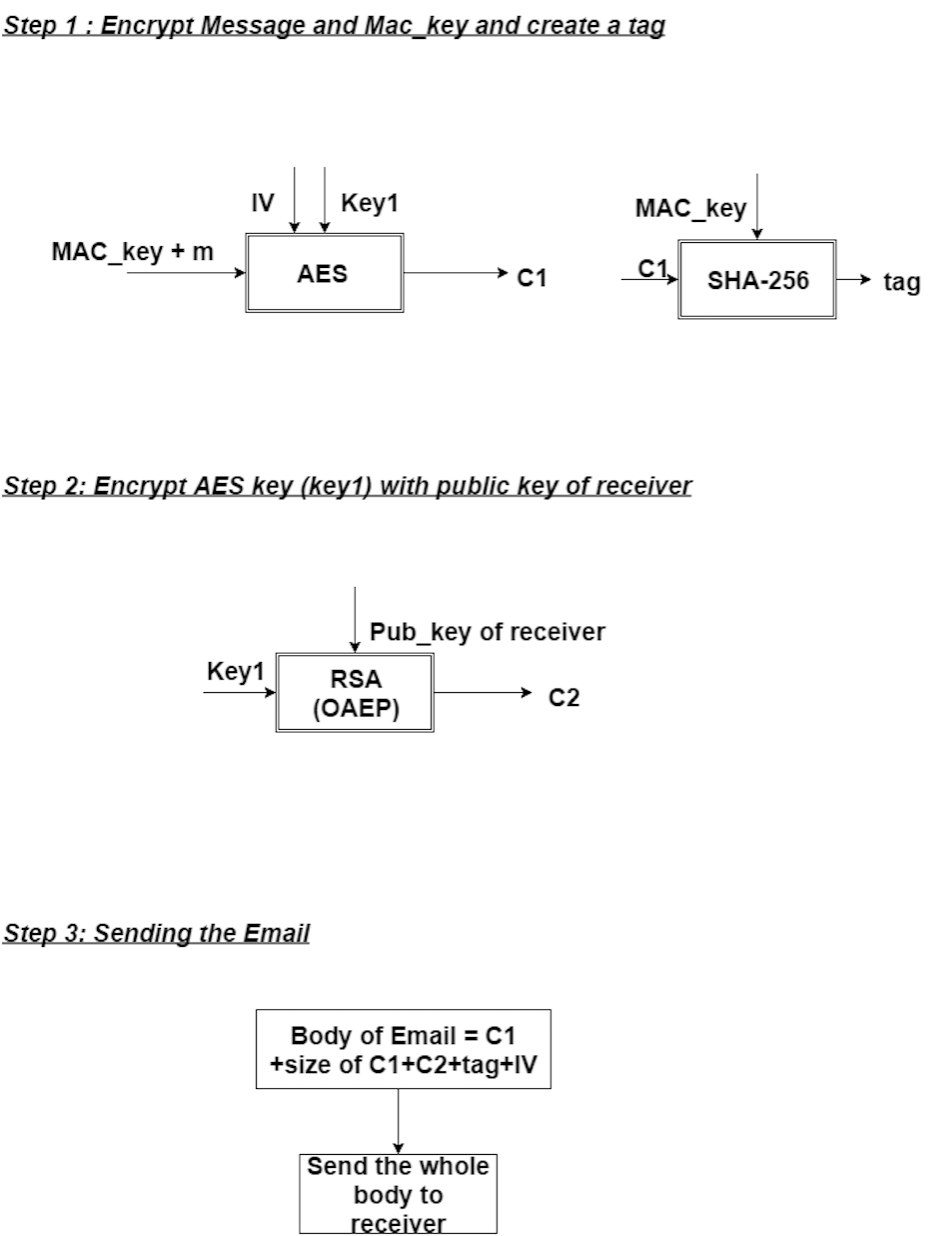 Step 1 : Encrypt Message and Mac_key and create a tag
IV
Key1
MAC_key + m
AES
C1
MAC_key
C1
SHA-256
tag
Step 2: Encrypt AES key (key1) with public key of receiver
Pub_key of receiver
Key1
RSA
(OAEP)
C2
Step 3: Sending the Email
Body of Email = C1
+size of C1+C2+tag+IV
Send the whole
body to
receiver